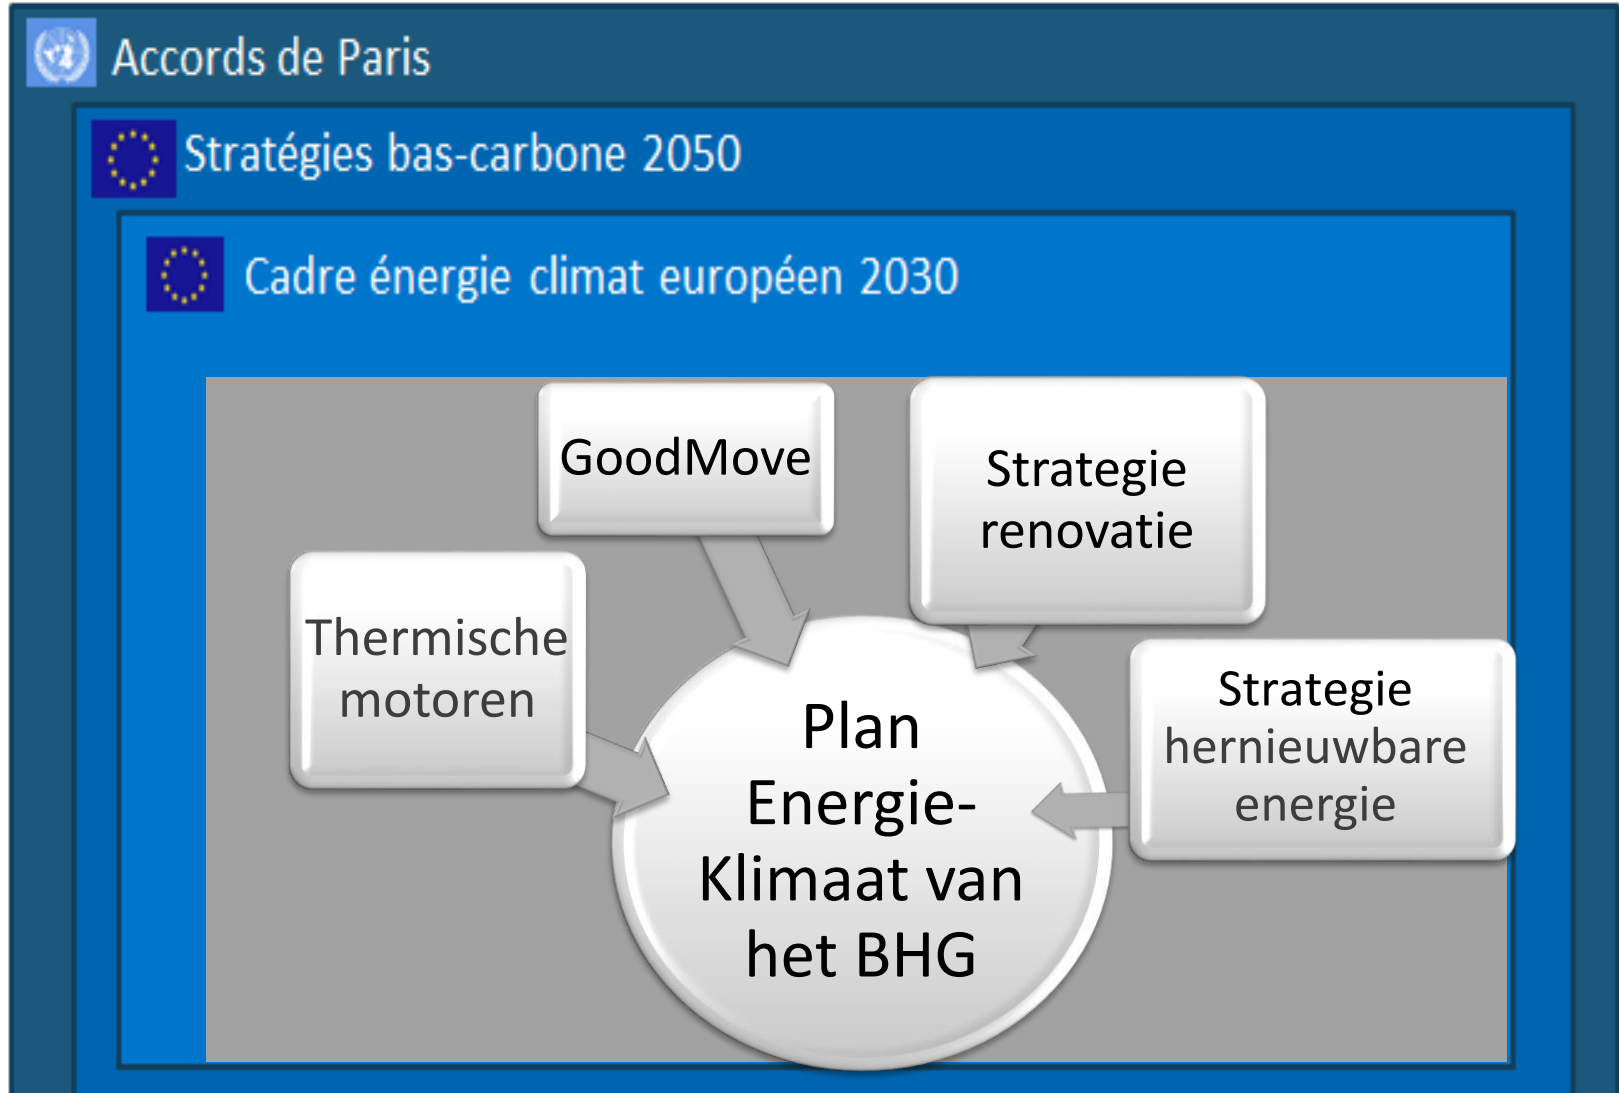 Accords de Paris
Stratégies bas-carbone 2050
Cadre énergie climat européen 2030
GoodMove
Strategie
renovatie
Thermische
motoren
Strategie
hernieuwbare
energie
Plan
Energie-
Klimaat van
het BHG